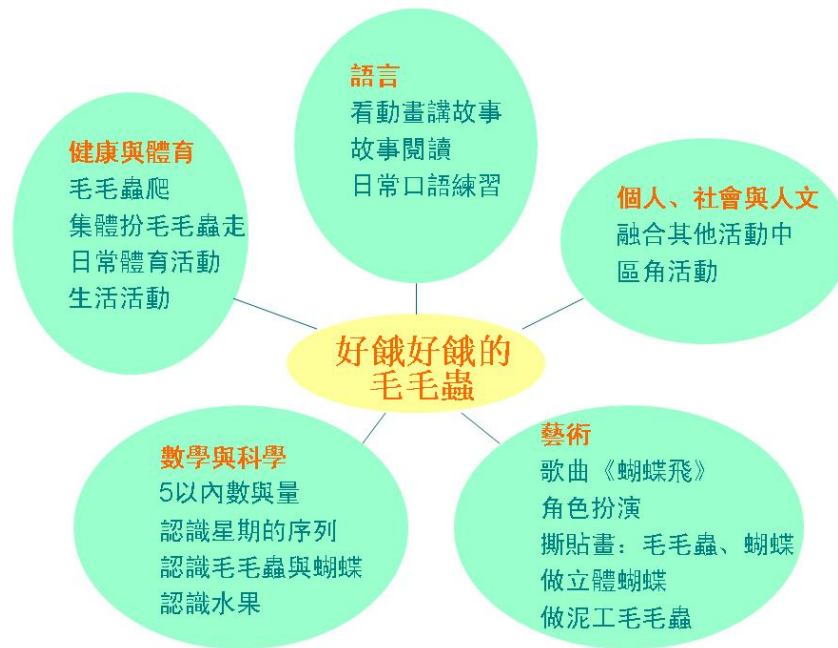 語言
看動畫講故事
故事閱讀
日常口語練習
健康與體育
毛毛蟲爬
集體扮毛毛蟲走
日常體育活動
生活活動
個人、社會與人文
融合其他活動中
區角活動
好餓好餓的
毛毛蟲
數學與科學
5以內數與量
認識星期的序列
認識毛毛蟲與蝴蝶
認識水果
藝術
歌曲《蝴蝶飛》
角色扮演
撕貼畫：毛毛蟲、蝴蝶
做立體蝴蝶
做泥工毛毛蟲